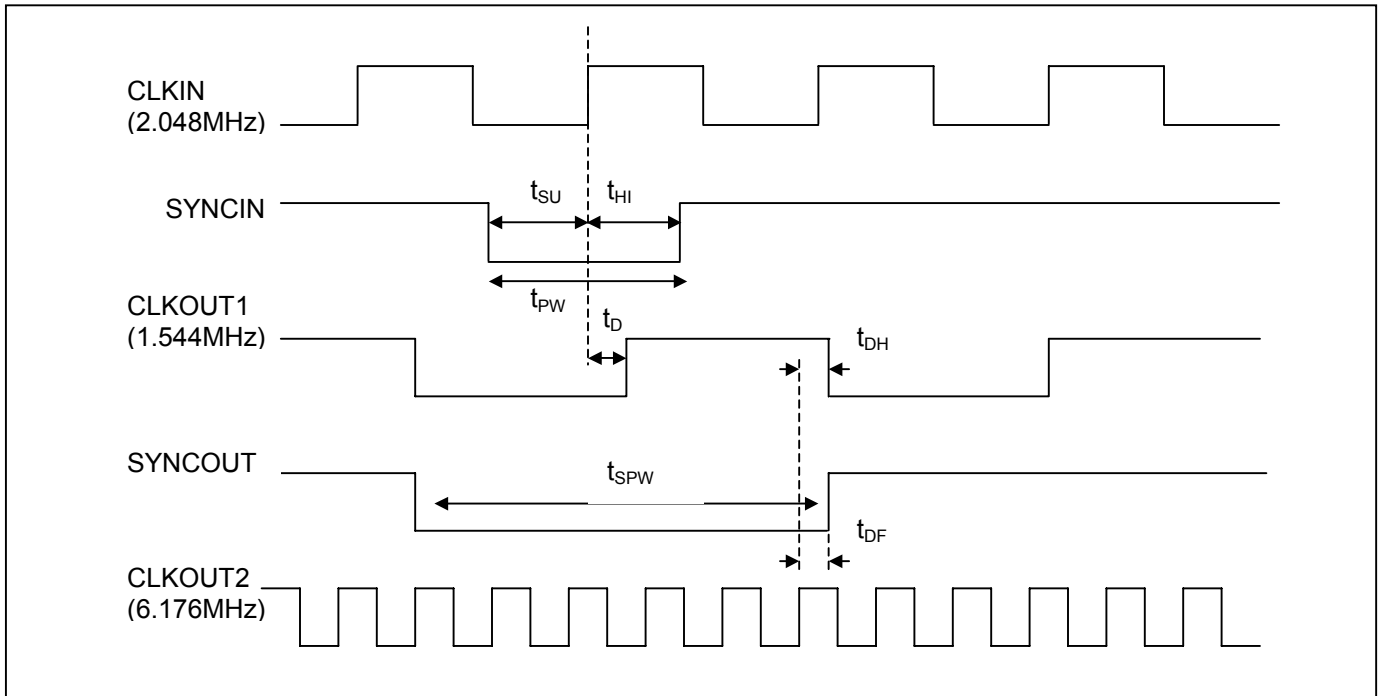 CLKIN
(2.048MHz)
tSU
tHI
SYNCIN
tPW
CLKOUT1
(1.544MHz)
tD
tDH
SYNCOUT
tSPW
tDF
CLKOUT2
(6.176MHz)